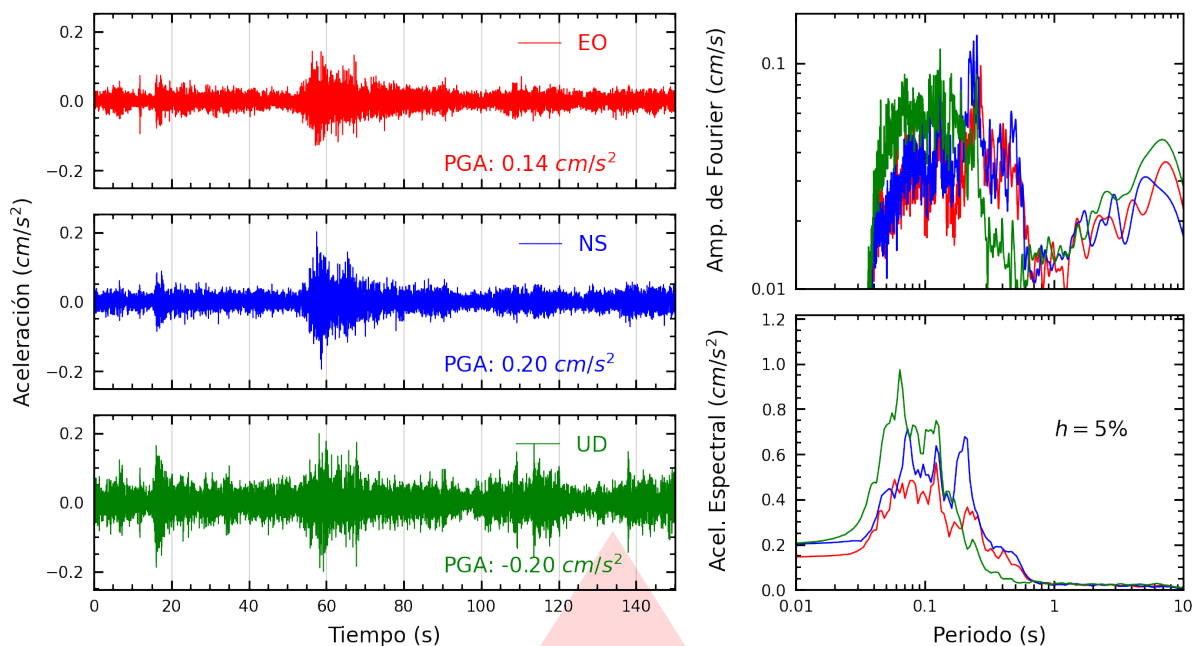 Aceleración (cm/s²)
0.2
0.0
−0.2
EO
PGA: 0.14 cm/s²
0.2
0.0
−0.2
NS
PGA: 0.20 cm/s²
0.2
0.0
−0.2
UD
PGA: -0.20 cm/s²
0 20 40 60 80 100 120 140
Tiempo (s)
Amp. de Fourier (cm/s)
0.1
0.01
Acel. Espectral (cm/s²)
1.2
1.0
0.8
0.6
0.4
0.2
0.0
h = 5%
0.01 0.1 1 10
Periodo (s)